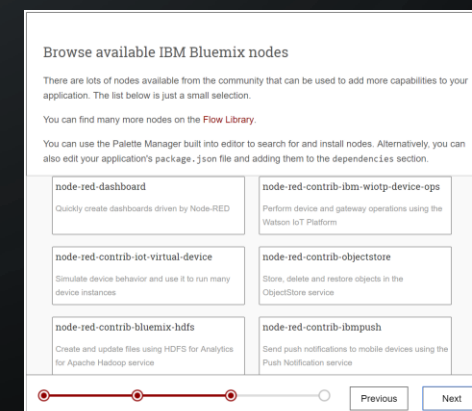 Browse available IBM Bluemix nodes
There are lots of nodes available from the community that can be used to add more capabilities to your
application. The list below is just a small selection.
You can find many more nodes on the Flow Library.
You can use the Palette Manager built into editor to search for and install nodes. Alternatively, you can
also edit your application's package.json file and adding them to the dependencies section.
node-red-dashboard
Quickly create dashboards driven by Node-RED
node-red-contrib-ibm-wiotp-device-ops
Perform device and gateway operations using the
Watson IoT Platform
node-red-contrib-iot-virtual-device
Simulate device behavior and use it to run many
device instances
node-red-contrib-objectstore
Store, delete and restore objects in the
ObjectStore service
node-red-contrib-bluemix-hdfs
Create and update files using HDFS for Analytics
for Apache Hadoop service
node-red-contrib-ibmpush
Send push notifications to mobile devices using the
Push Notification service
Previous
Next